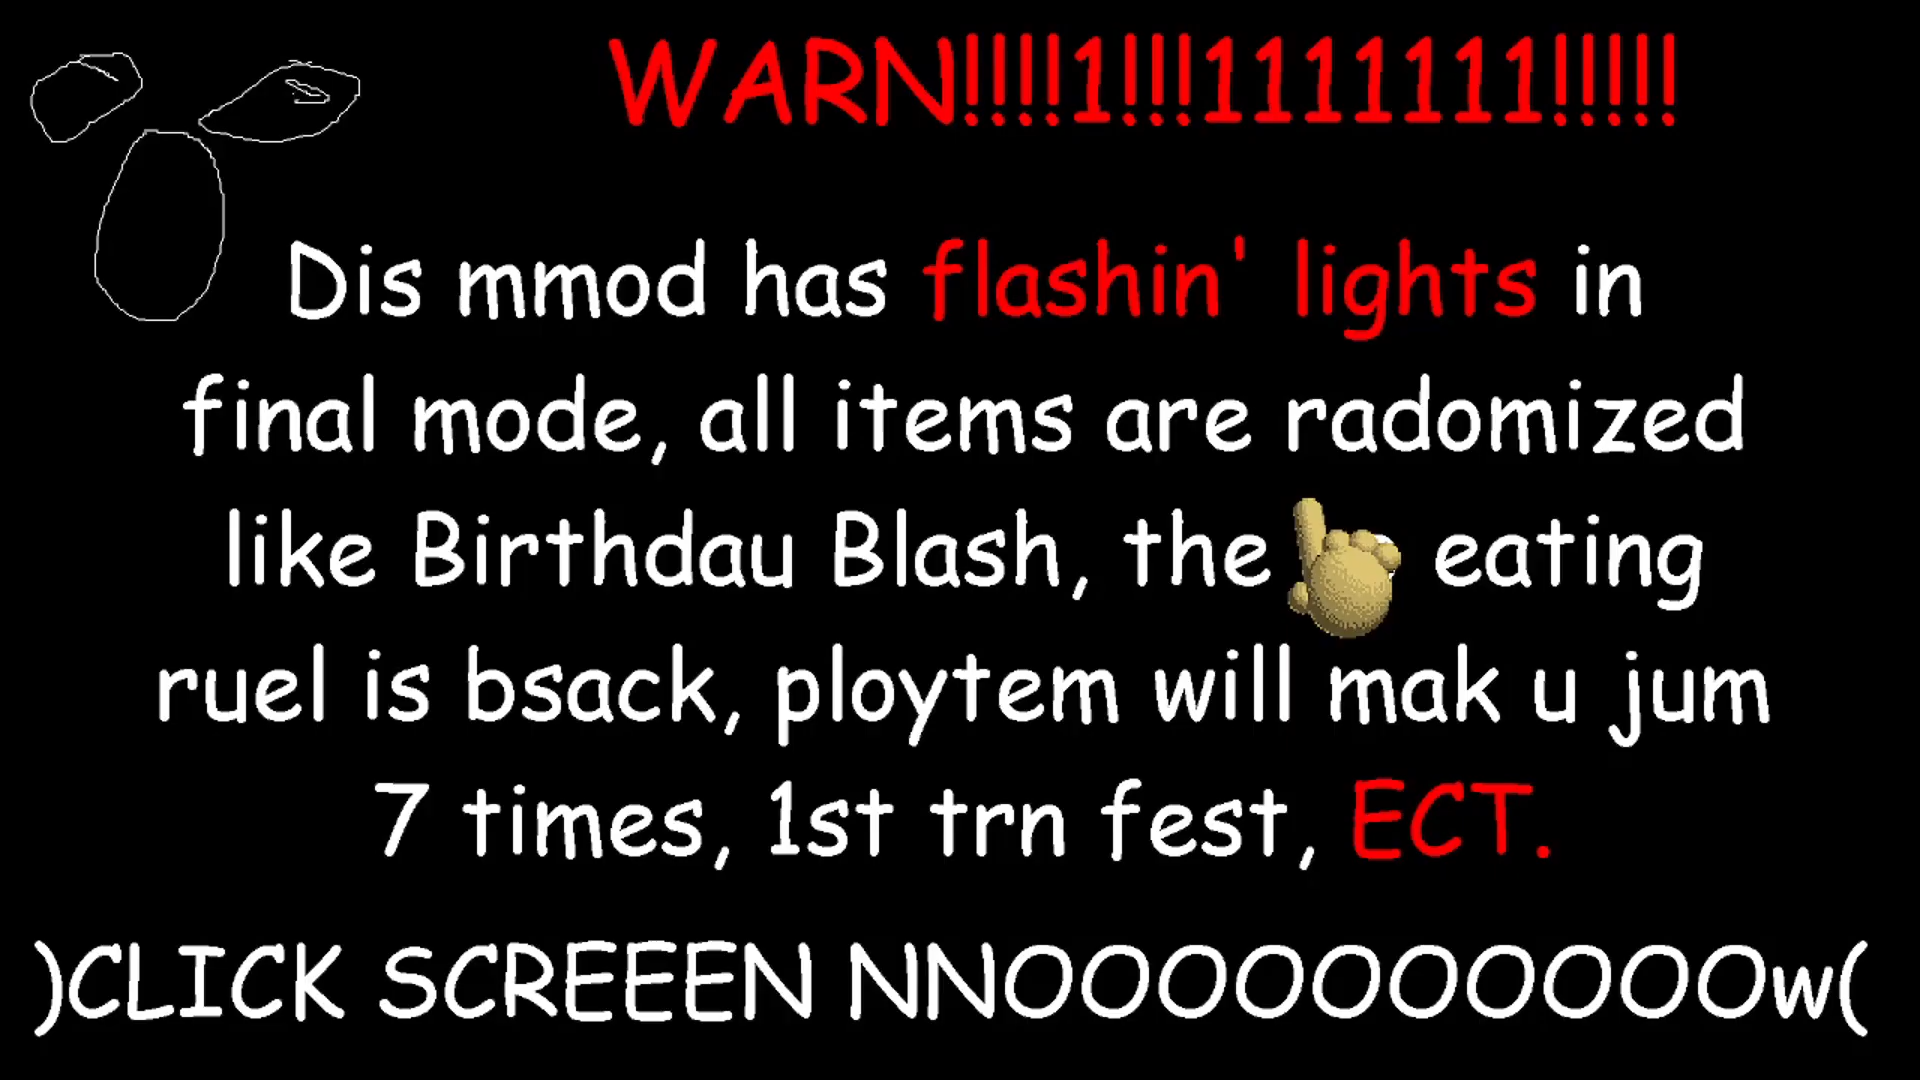 WARN!!!!1!!!1111111!!!!!
Dis mmod has flashin' lights in
final mode, all items are radomized
like Birthdau Blash, the eating
ruel is bsack, ploytem will mak u jum
7 times, 1st trn fest, ECT.
)CLICK SCREEEN NNOOOOOOOOOOw(